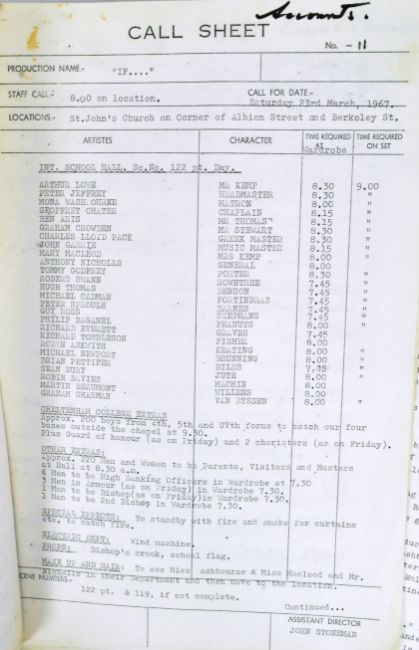 Accounts.
CALL SHEET
No. - 11
PRODUCTION NAME:- "IF...."
STAFF CALL:- 8.00 on location. CALL FOR DATE:- Saturday 23rd March, 1967.
LOCATIONS:- St.John's Church on Corner of Albion Street and Berkeley St.
ARTISTES CHARACTER TIME REQUIRED AT Wardrobe TIME REQUIRED ON SET
INT. SCHOOL HALL. Sc.No. 122 pt. Day.
ARTHUR LOWE MR KEMP 8.30 9.00
PETER JEFFREY HEADMASTER 8.30 "
MONA WASHBOURNE MATRON 8.00 "
GEOFFREY CHATER CHAPLAIN 8.15 "
BEN ARIS MR THOMAS 8.15 "
GRAHAM CROWDEN MR STEWART 8.30 "
CHARLES LLOYD PACK GREEK MASTER 8.30 "
JOHN GARRIE MUSIC MASTER 8.15 "
MARY MACLEOD MRS KEMP 8.00 "
ANTHONY NICHOLLS GENERAL 8.00 "
TOMMY GODFREY PORTER 8.30 "
ROBERT SWANN ROWNTREE 7.45 "
HUGH THOMAS DENSON 7.45 "
MICHAEL CADMAN FORTINBRAS 7.45 "
PETER SPROULE BARNES 7.45 "
GUY ROSS STEPHANS 7.45 "
PHILIP BAGANEL PEANUTS 8.00 "
RICHARD EVERETT GRAVES 7.45 "
RICHARD TOMBLESON FISHER 8.00
ROBIN ASKWITH KEATING 8.00 "
MICHAEL NEWPORT BRUNNING 8.00 "
BRIAN PETTIFER BILES 7.45 "
SEAN BURY JUTE 8.00 "
ROBIN DAVIES MACHIN 8.00 "
MARTIN BEAUMONT WILLENS 8.00 "
GRAHAM SHARMAN VAN EYSSEN 8.00 "
CHELTENHAM COLLEGE EXTRAS
Approx. 200 boys from 4th, 5th and UVth forms to catch our four
buses outside the chapel at 9.30.
Plus Guard of honour (as on Friday) and 2 choristers (as on Friday).
OTHER EXTRAS:
Approx. 220 Men and Women to be Parents, Visitors and Masters
at Hall at 8.30 a.m.
6 Men to be High Ranking Officers in Wardrobe at 7.30
3 Men in Armour (as on Friday) in Wardrobe 7.30.
1 Man to be Bishop(as on Friday)in Wardrobe 7.30.
1 Man to be 2nd Bishop in Wardrobe 7.30.
SPECIAL EFFECTS: To standby with fire and smoke for curtains
etc. to catch fire.
ELECTRIC DEPT: Wind machine.
PROPS: Bishop's crook, school flag.
MAKE UP AND HAIR: To see Miss ashbourne & Miss Macleod and Mr.
Nicholls in their Department and then move to the location.
CENE NUMBERS:- 122 pt. & 119, if not complete.
Continued...
ASSISTANT DIRECTOR
JOHN STONEMAN